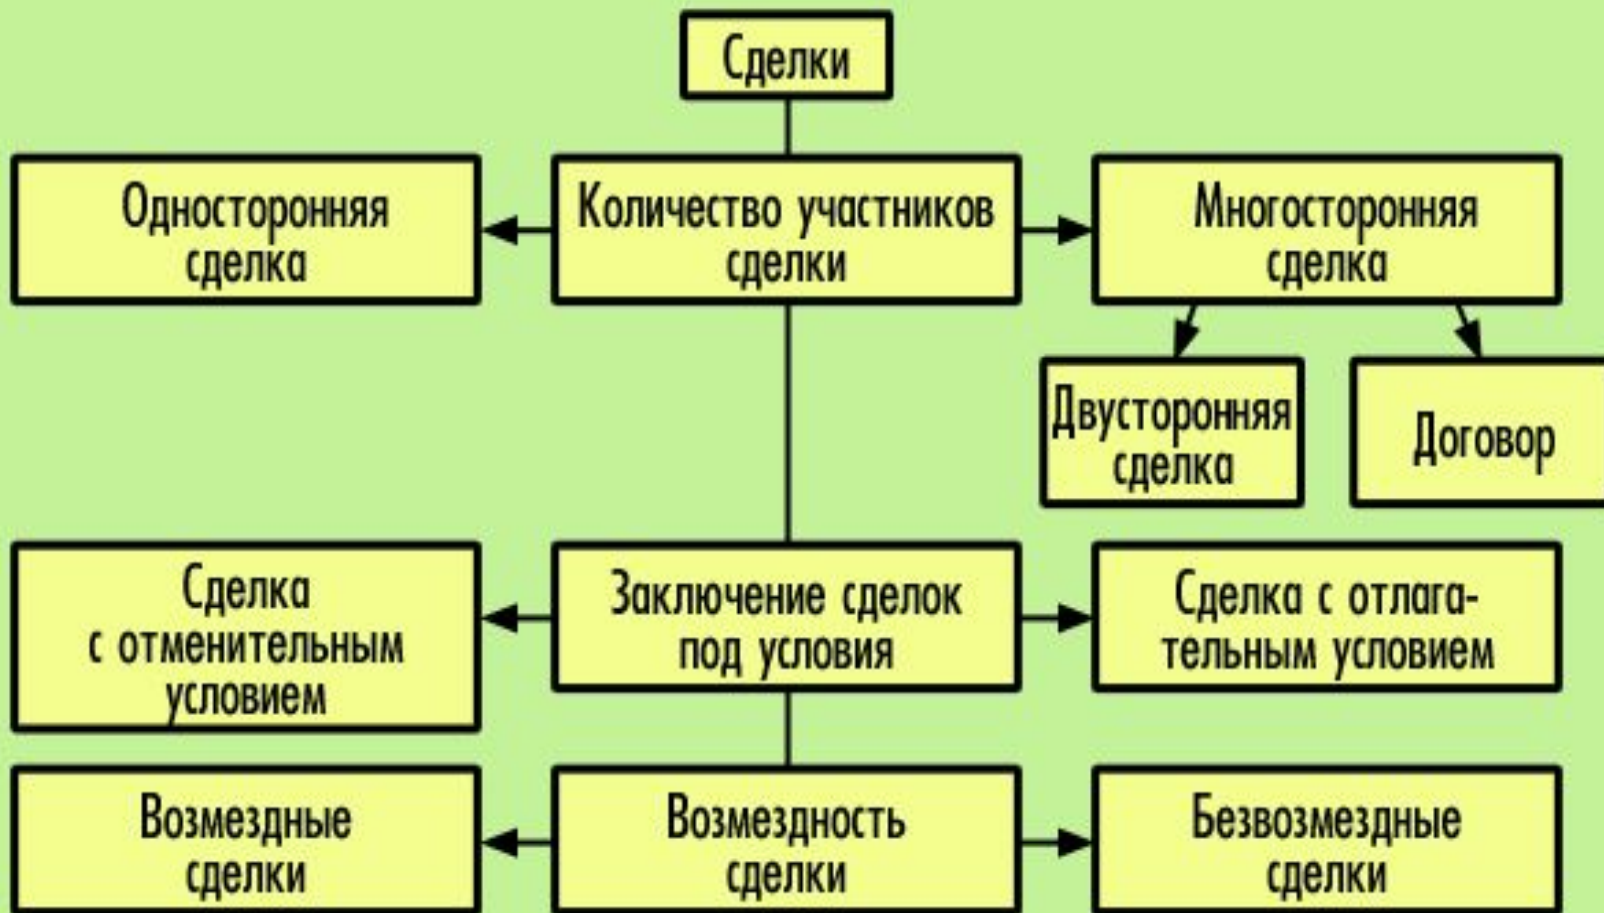 Сделки
Односторонняя
сделка
Количество участников
сделки
Многосторонняя
сделка
Двусторонняя
сделка
Договор
Сделка
с отменительным
условием
Заключение сделок
под условия
Сделка с отлага-
тельным условием
Возмездные
сделки
Возмездность
сделки
Безвозмездные
сделки